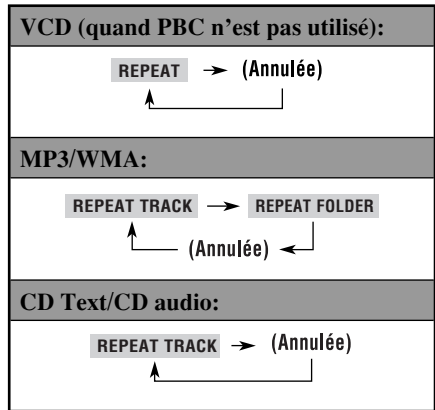 VCD (quand PBC n'est pas utilisé):
REPEAT (Annulée)
MP3/WMA:
REPEAT TRACK REPEAT FOLDER
(Annulée)
CD Text/CD audio:
REPEAT TRACK (Annulée)